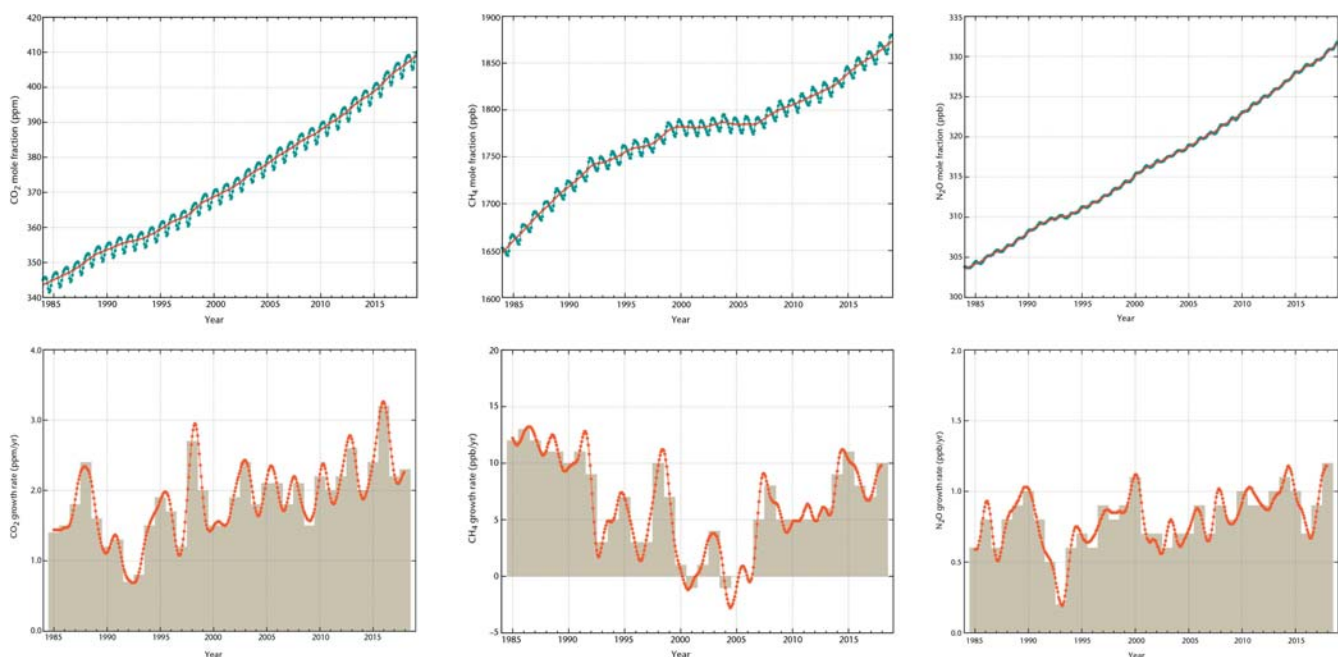 420
410
400
390
380
370
360
350
340
CO₂ mole fraction (ppm)
1985 1990 1995 2000 2005 2010 2015
Year
1900
1850
1800
1750
1700
1650
1600
CH₄ mole fraction (ppb)
1985 1990 1995 2000 2005 2010 2015
Year
335
330
325
320
315
310
305
300
N₂O mole fraction (ppb)
1985 1990 1995 2000 2005 2010 2015
Year
4.0
3.0
2.0
1.0
0.0
CO₂ growth rate (ppm/yr)
1985 1990 1995 2000 2005 2010 2015
Year
20
15
10
5
0
–5
CH₄ growth rate (ppb/yr)
1985 1990 1995 2000 2005 2010 2015
Year
2.0
1.5
1.0
0.5
0.0
N₂O growth rate (ppb/yr)
1985 1990 1995 2000 2005 2010 2015
Year